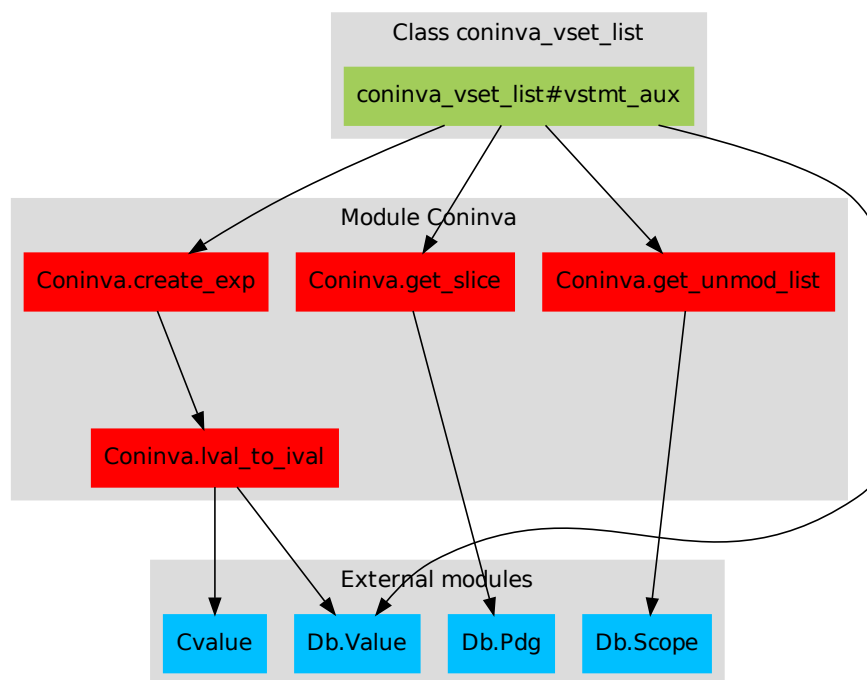 Class coninva_vset_list
coninva_vset_list#vstmt_aux
Module Coninva
Coninva.create_exp
Coninva.get_slice
Coninva.get_unmod_list
Coninva.lval_to_ival
External modules
Cvalue
Db.Value
Db.Pdg
Db.Scope